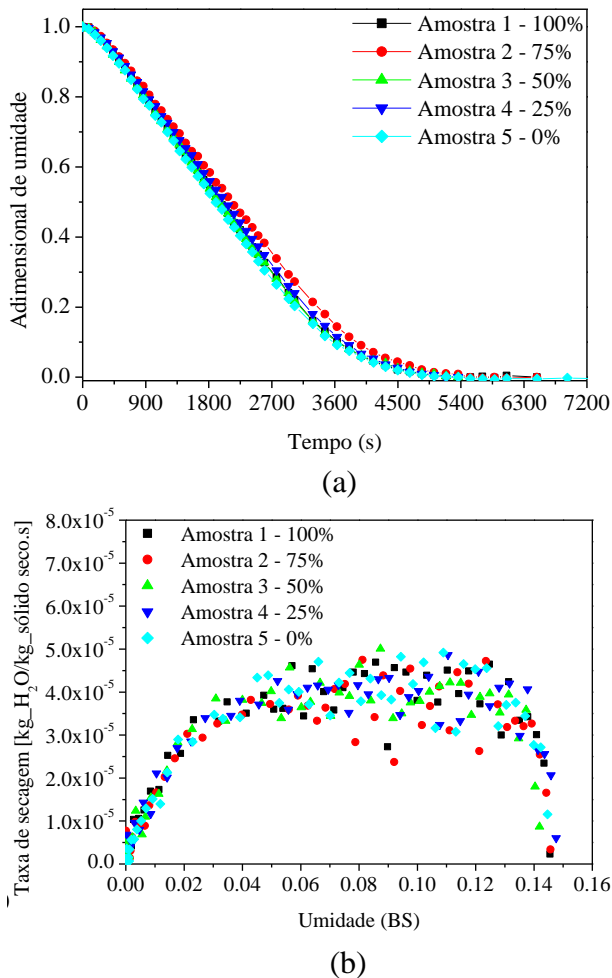 1.0
0.8
0.6
0.4
0.2
0.0
Adimensional de umidade
Amostra 1 - 100%
Amostra 2 - 75%
Amostra 3 - 50%
Amostra 4 - 25%
Amostra 5 - 0%
0 900 1800 2700 3600 4500 5400 6300 7200
Tempo (s)
(a)
8.0x10⁻⁵
7.0x10⁻⁵
6.0x10⁻⁵
5.0x10⁻⁵
4.0x10⁻⁵
3.0x10⁻⁵
2.0x10⁻⁵
1.0x10⁻⁵
0.0
Taxa de secagem [kg_H₂O/kg_sólido seco.s]
Amostra 1 - 100%
Amostra 2 - 75%
Amostra 3 - 50%
Amostra 4 - 25%
Amostra 5 - 0%
0.00 0.02 0.04 0.06 0.08 0.10 0.12 0.14 0.16
Umidade (BS)
(b)